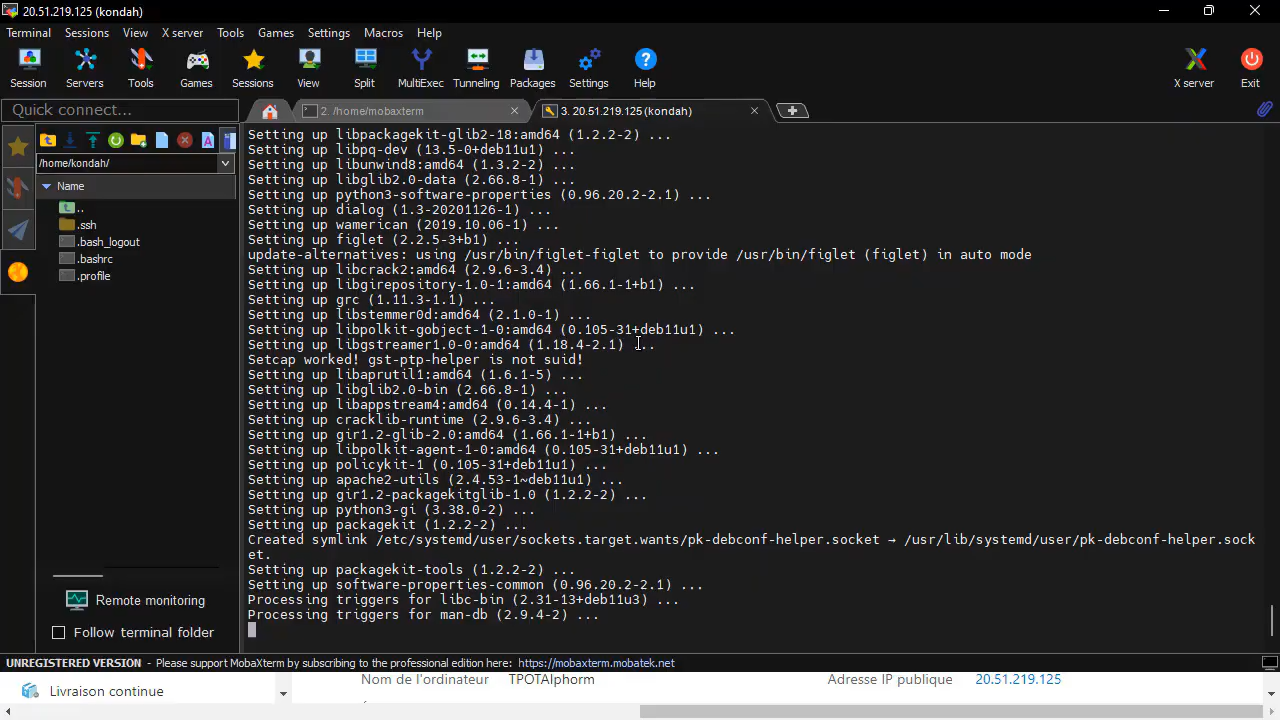 20.51.219.125 (kondah)
Terminal Sessions View X server Tools Games Settings Macros Help
Session Servers Tools Games Sessions View Split MultiExec Tunneling Packages Settings Help X server Exit
Quick connect...
2. /home/mobaxterm
3. 20.51.219.125 (kondah)
/home/kondah/
Name
..
.ssh
.bash_logout
.bashrc
.profile
Remote monitoring
Follow terminal folder
Setting up libpackagekit-glib2-18:amd64 (1.2.2-2) ...
Setting up libpq-dev (13.5-0+deb11u1) ...
Setting up libunwind8:amd64 (1.3.2-2) ...
Setting up libglib2.0-data (2.66.8-1) ...
Setting up python3-software-properties (0.96.20.2-2.1) ...
Setting up dialog (1.3-20201126-1) ...
Setting up wamerican (2019.10.06-1) ...
Setting up figlet (2.2.5-3+b1) ...
update-alternatives: using /usr/bin/figlet-figlet to provide /usr/bin/figlet (figlet) in auto mode
Setting up libcrack2:amd64 (2.9.6-3.4) ...
Setting up libgirepository-1.0-1:amd64 (1.66.1-1+b1) ...
Setting up grc (1.11.3-1.1) ...
Setting up libstemmer0d:amd64 (2.1.0-1) ...
Setting up libpolkit-gobject-1-0:amd64 (0.105-31+deb11u1) ...
Setting up libgstreamer1.0-0:amd64 (1.18.4-2.1) ...
Setcap worked! gst-ptp-helper is not suid!
Setting up libaprutil1:amd64 (1.6.1-5) ...
Setting up libglib2.0-bin (2.66.8-1) ...
Setting up libappstream4:amd64 (0.14.4-1) ...
Setting up cracklib-runtime (2.9.6-3.4) ...
Setting up gir1.2-glib-2.0:amd64 (1.66.1-1+b1) ...
Setting up libpolkit-agent-1-0:amd64 (0.105-31+deb11u1) ...
Setting up policykit-1 (0.105-31+deb11u1) ...
Setting up apache2-utils (2.4.53-1~deb11u1) ...
Setting up gir1.2-packagekitglib-1.0 (1.2.2-2) ...
Setting up python3-gi (3.38.0-2) ...
Setting up packagekit (1.2.2-2) ...
Created symlink /etc/systemd/user/sockets.target.wants/pk-debconf-helper.socket → /usr/lib/systemd/user/pk-debconf-helper.sock
et.
Setting up packagekit-tools (1.2.2-2) ...
Setting up software-properties-common (0.96.20.2-2.1) ...
Processing triggers for libc-bin (2.31-13+deb11u3) ...
Processing triggers for man-db (2.9.4-2) ...
UNREGISTERED VERSION - Please support MobaXterm by subscribing to the professional edition here: https://mobaxterm.mobatek.net
Livraison continue
Nom de l'ordinateur TPOTAlphorm
Adresse IP publique 20.51.219.125